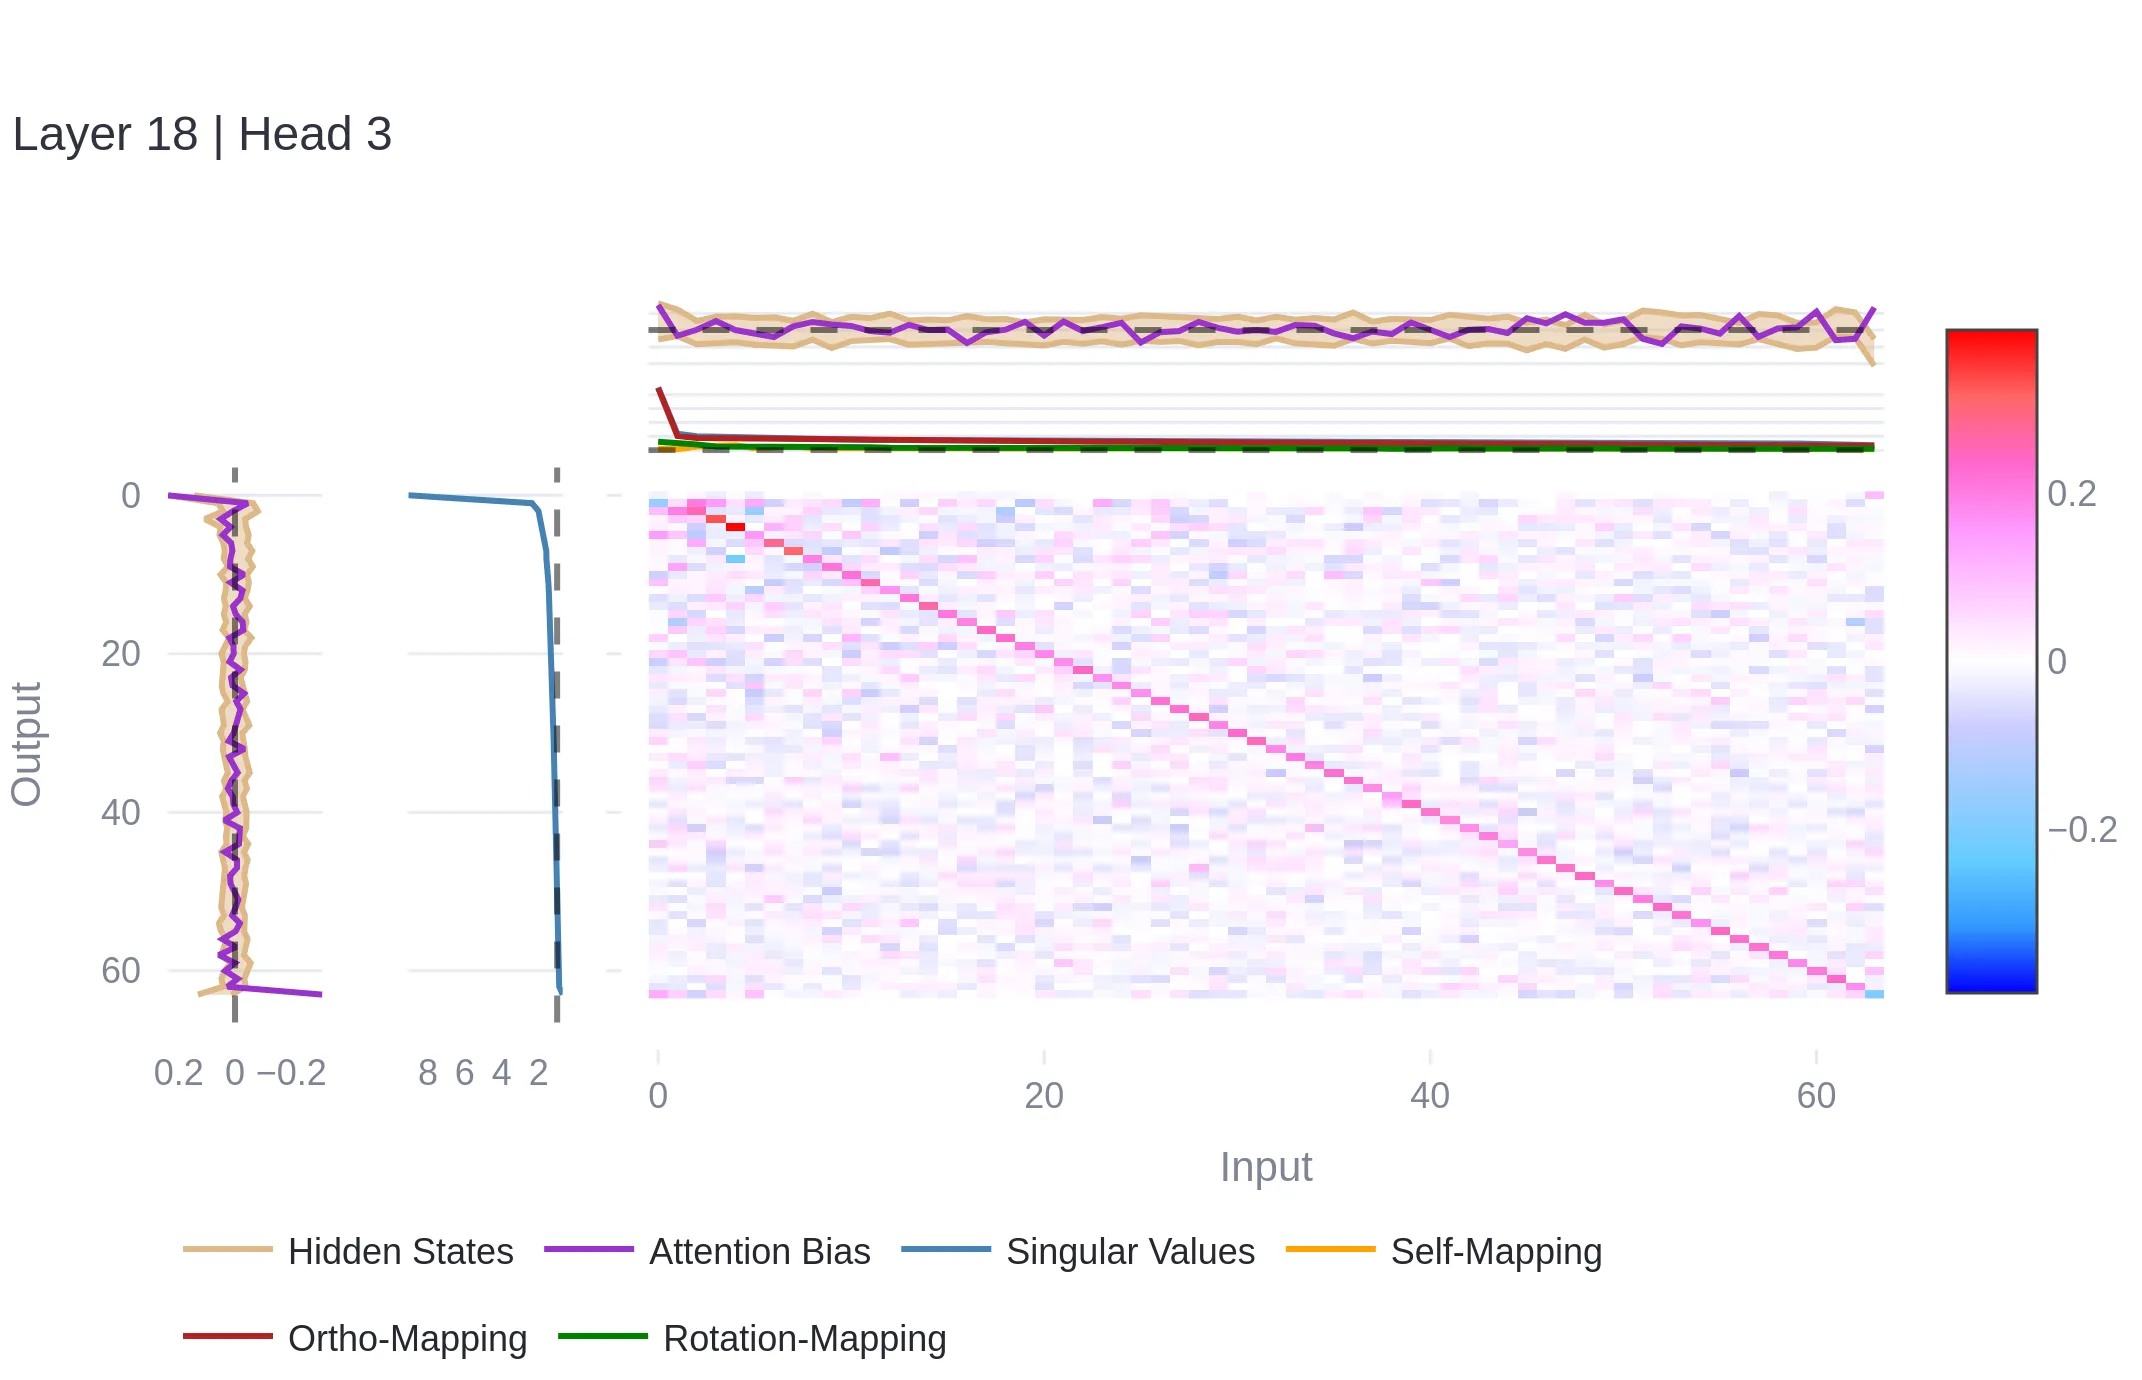 Layer 18 | Head 3
0.2
0
−0.2
Output
0
20
40
60
0.2 0 −0.2
8 6 4 2
0 20 40 60
Input
Hidden States Attention Bias Singular Values Self-Mapping
Ortho-Mapping Rotation-Mapping